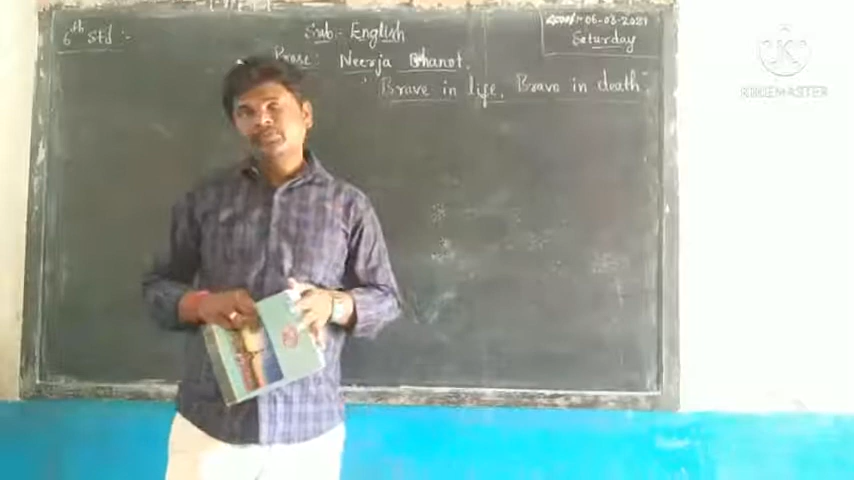 6th std :-
Sub :- English
06-03-2021
Saturday
Prose : Neerja Bhanot.
"Brave in life, Brave in death"
KINEMASTER